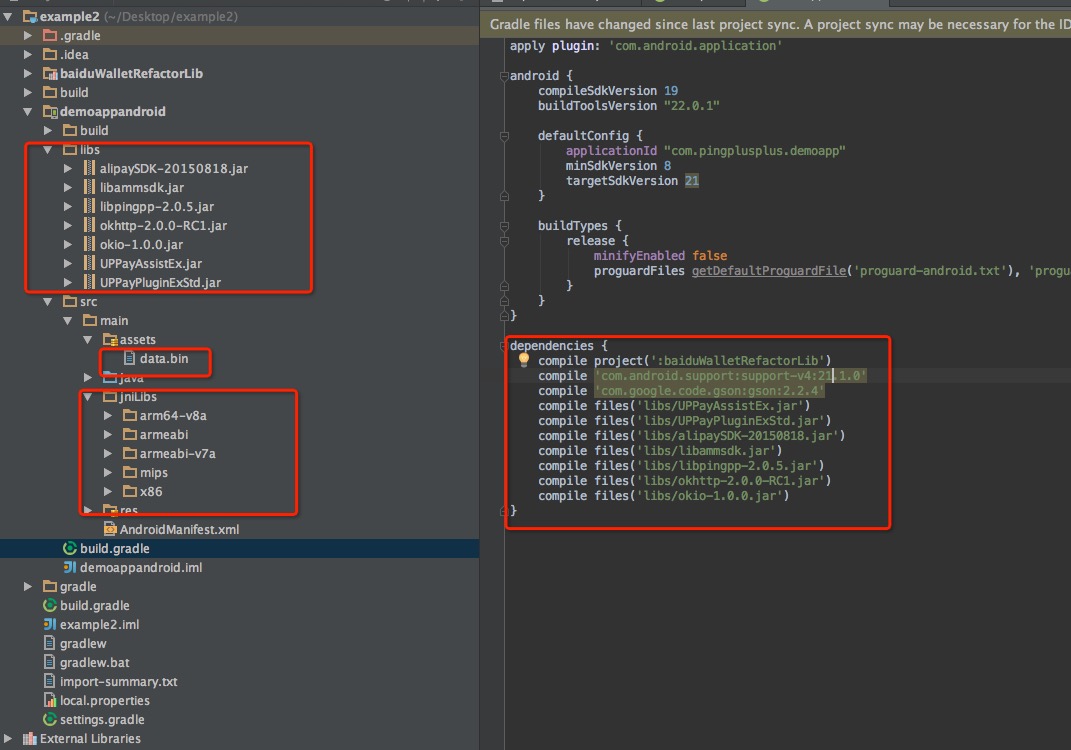 example2 (~/Desktop/example2)
.gradle
.idea
baiduWalletRefactorLib
build
demoappandroid
build
libs
alipaySDK-20150818.jar
libammsdk.jar
libpingpp-2.0.5.jar
okhttp-2.0.0-RC1.jar
okio-1.0.0.jar
UPPayAssistEx.jar
UPPayPluginExStd.jar
src
main
assets
data.bin
java
jniLibs
arm64-v8a
armeabi
armeabi-v7a
mips
x86
res
AndroidManifest.xml
build.gradle
demoappandroid.iml
gradle
build.gradle
example2.iml
gradlew
gradlew.bat
import-summary.txt
local.properties
settings.gradle
External Libraries
Gradle files have changed since last project sync. A project sync may be necessary for the ID
apply plugin: 'com.android.application'
android {
compileSdkVersion 19
buildToolsVersion "22.0.1"
defaultConfig {
applicationId "com.pingplusplus.demoapp"
minSdkVersion 8
targetSdkVersion 21
}
buildTypes {
release {
minifyEnabled false
proguardFiles getDefaultProguardFile('proguard-android.txt'), 'progu
}
}
}
dependencies {
compile project(':baiduWalletRefactorLib')
compile 'com.android.support:support-v4:21.1.0'
compile 'com.google.code.gson:gson:2.2.4'
compile files('libs/UPPayAssistEx.jar')
compile files('libs/UPPayPluginExStd.jar')
compile files('libs/alipaySDK-20150818.jar')
compile files('libs/libammsdk.jar')
compile files('libs/libpingpp-2.0.5.jar')
compile files('libs/okhttp-2.0.0-RC1.jar')
compile files('libs/okio-1.0.0.jar')
}